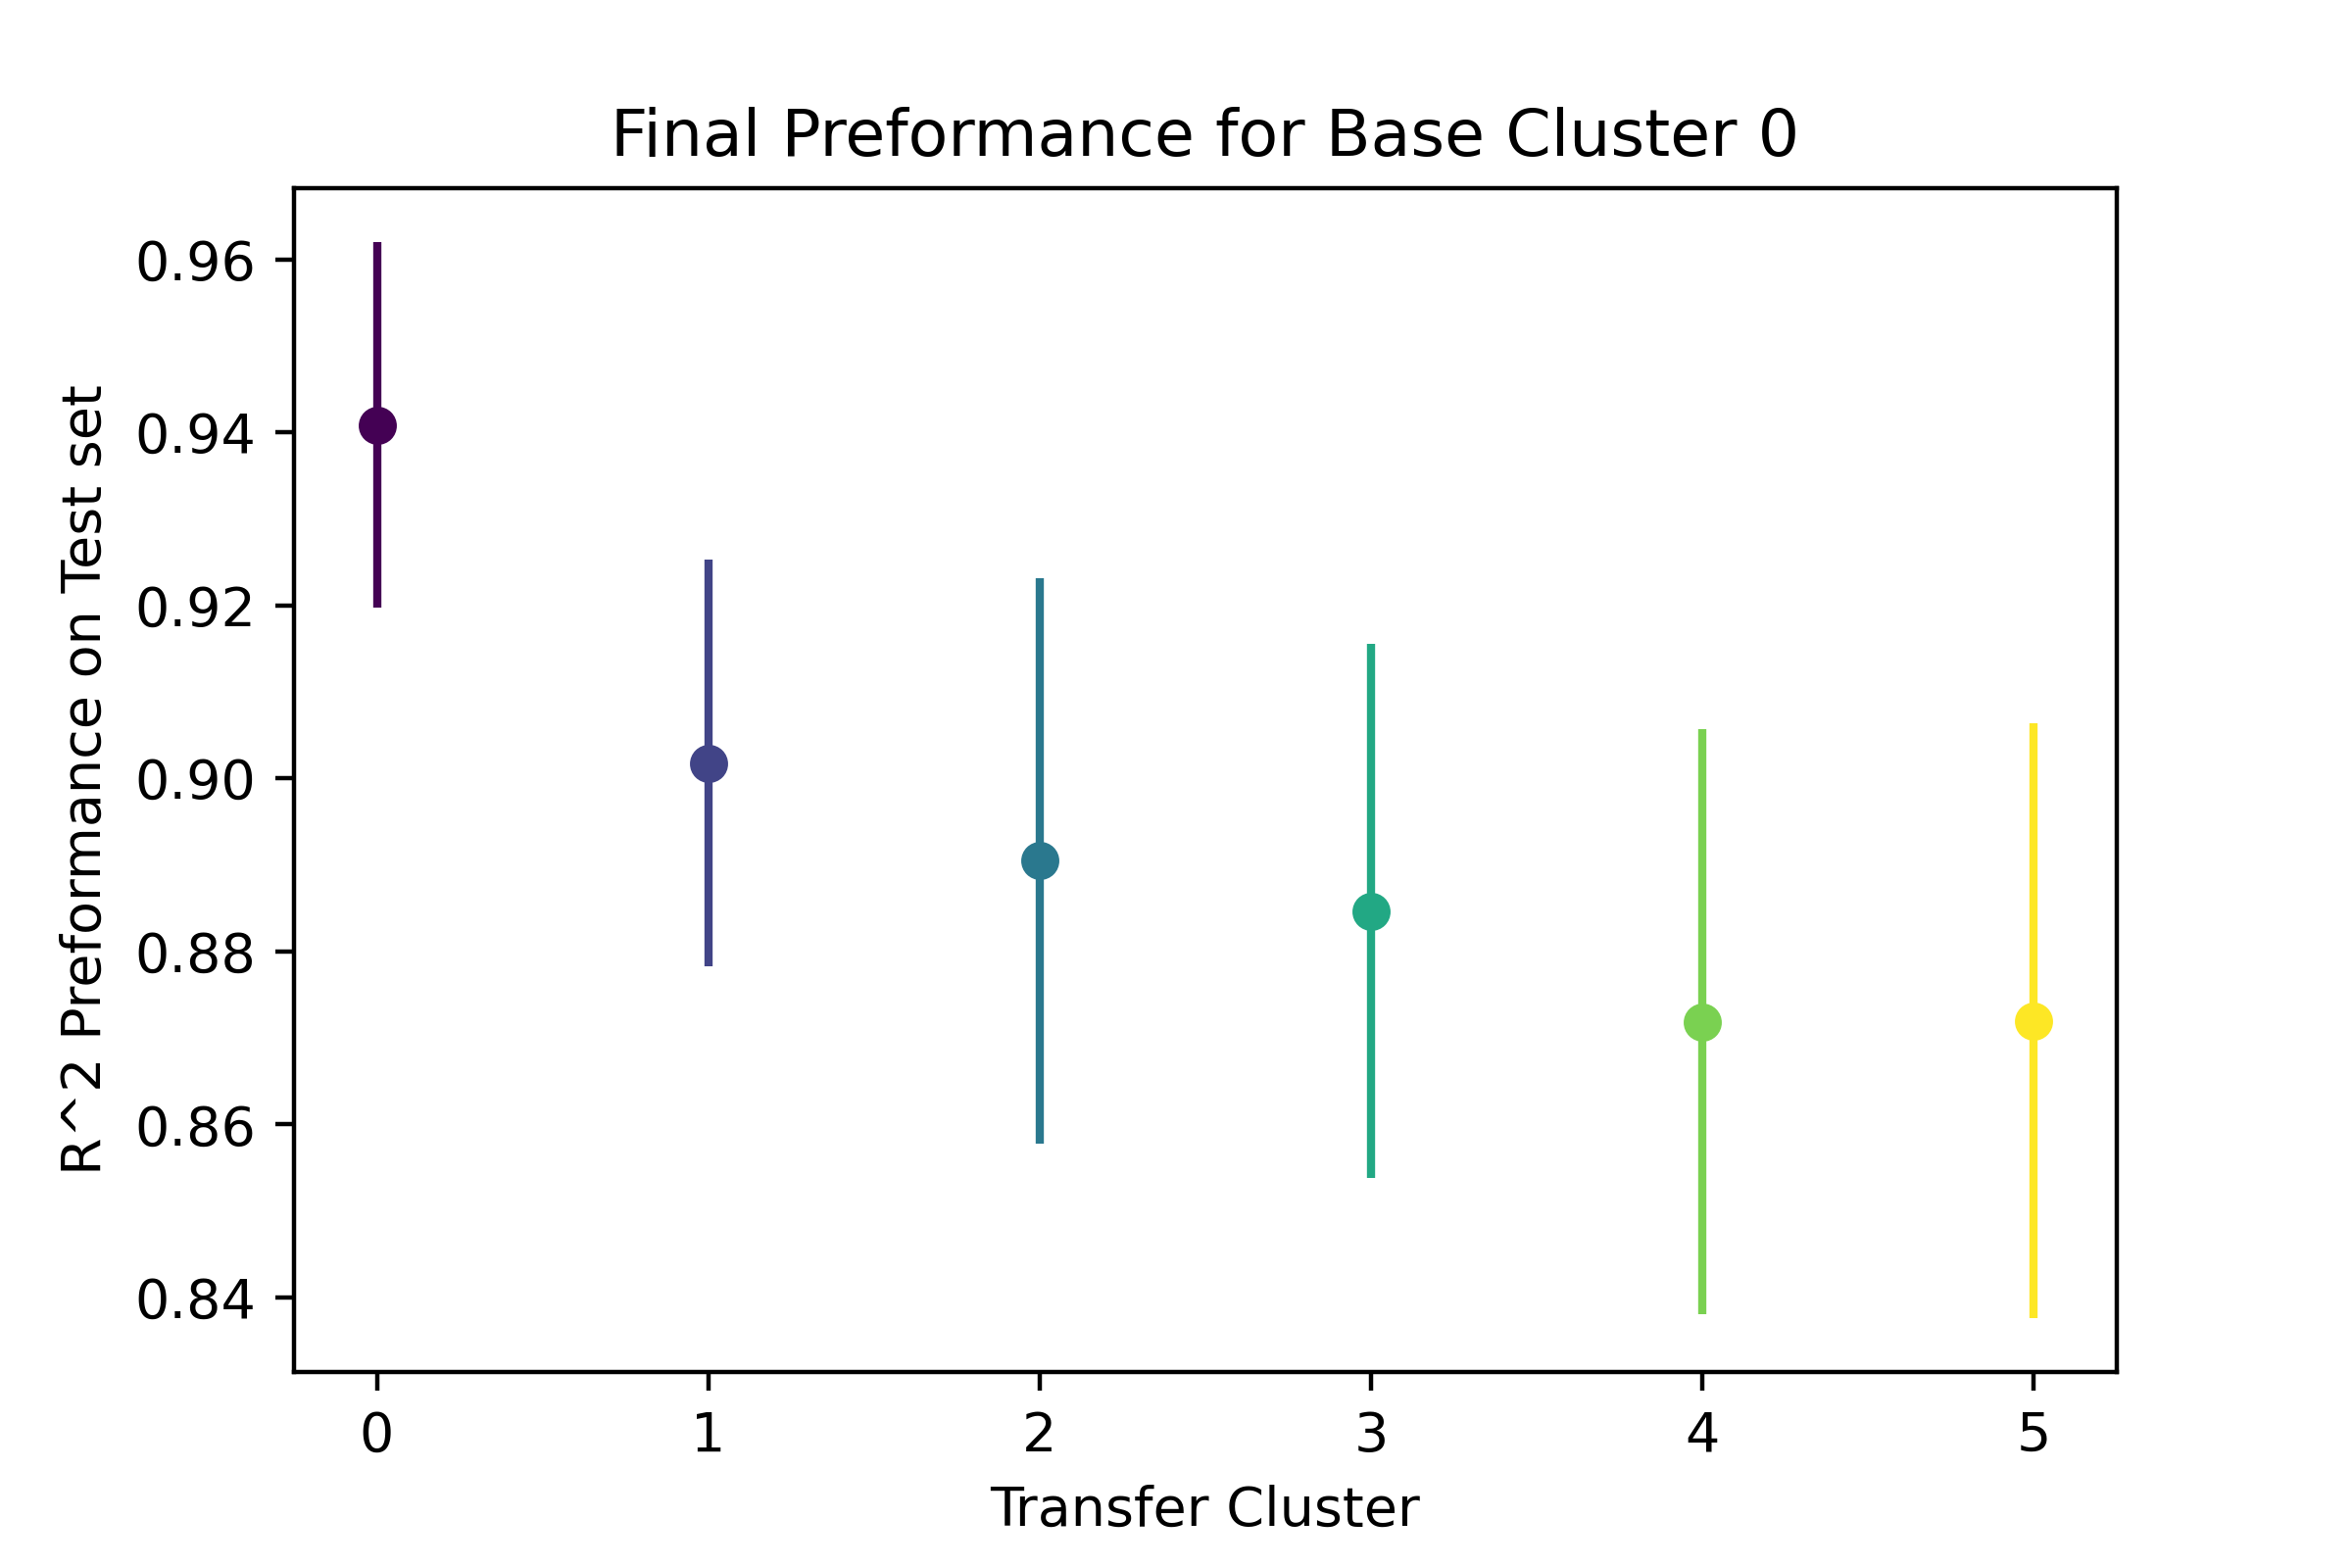 Final Preformance for Base Cluster 0
R^2 Preformance on Test set
0.96
0.94
0.92
0.90
0.88
0.86
0.84
0 1 2 3 4 5
Transfer Cluster